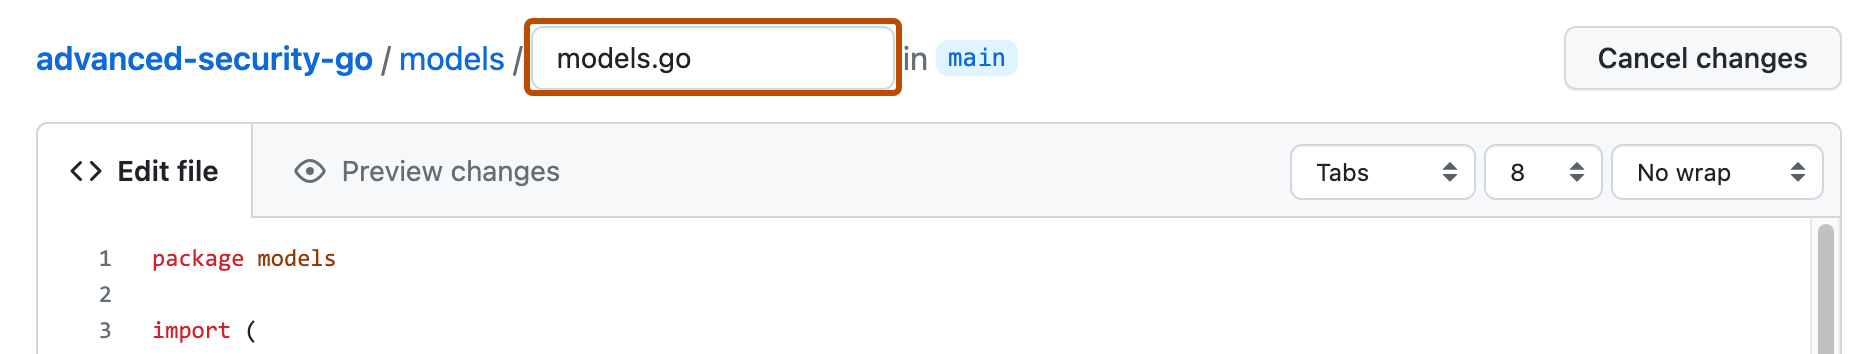 advanced-security-go / models / models.go in main Cancel changes
Edit file Preview changes Tabs 8 No wrap
1 package models
2
3 import (